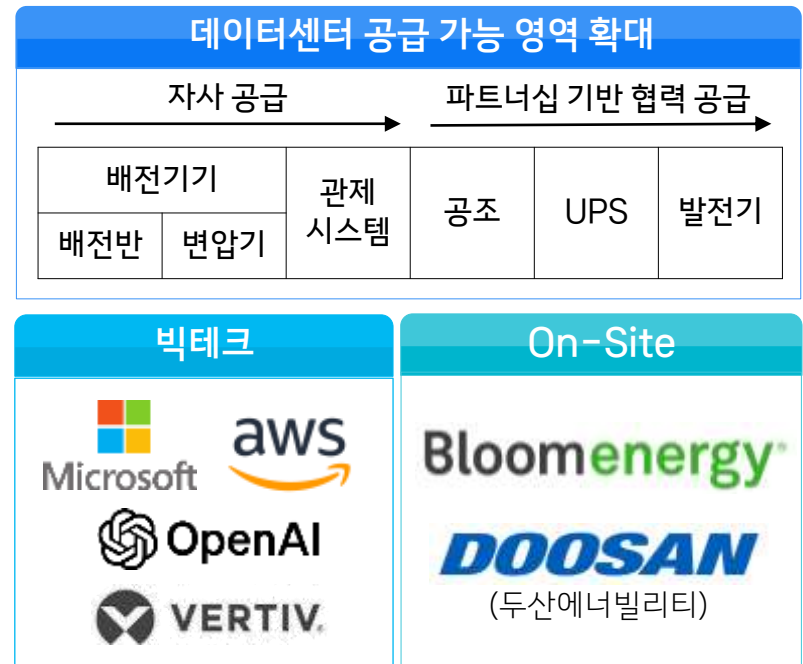 데이터센터 공급 가능 영역 확대
자사 공급
파트너십 기반 협력 공급
배전기기
관제
시스템
공조
UPS
발전기
배전반
변압기
빅테크
On-Site
Microsoft
aws
OpenAI
VERTIV.
Bloomenergy®
DOOSAN
(두산에너빌리티)